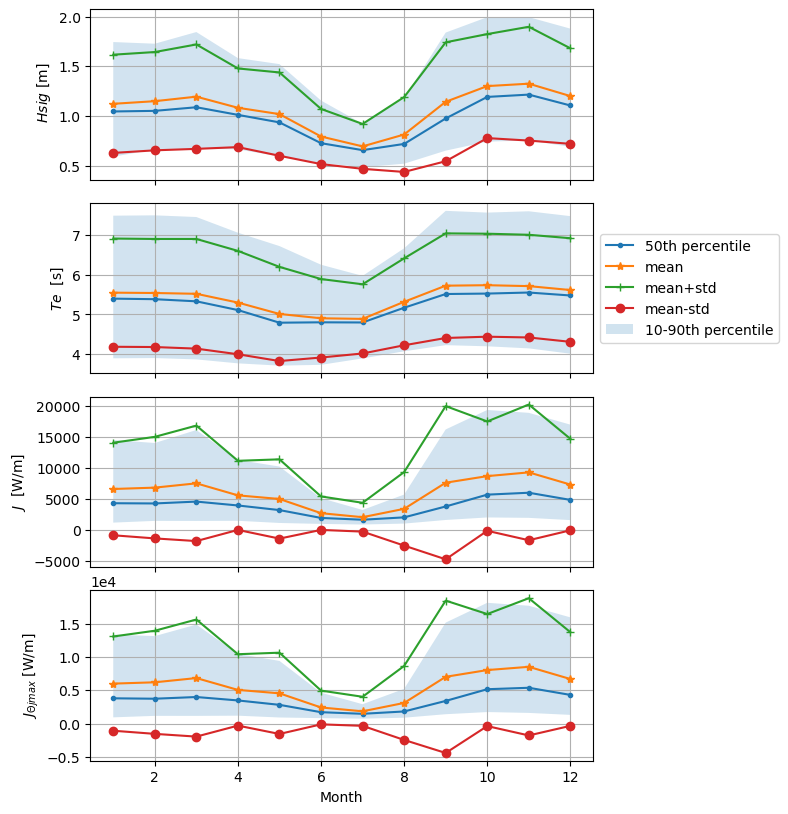 2.0
1.5
1.0
0.5
Hsig [m]
7
6
5
4
Te [s]
50th percentile
mean
mean+std
mean-std
10-90th percentile
20000
15000
10000
5000
0
−5000
J [W/m]
1e4
1.5
1.0
0.5
0.0
−0.5
JΘjmax [W/m]
2 4 6 8 10 12
Month